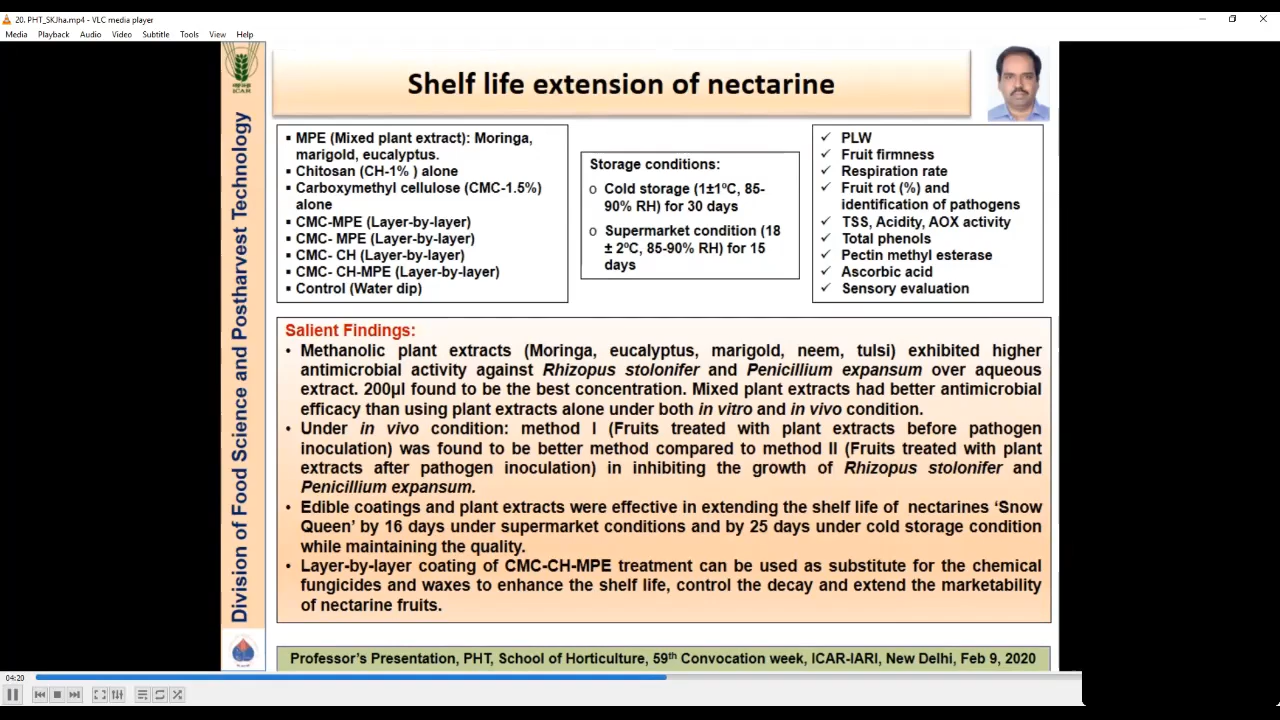 20. PHT_SKJha.mp4 - VLC media player
Media Playback Audio Video Subtitle Tools View Help
ICAR
Division of Food Science and Postharvest Technology
Shelf life extension of nectarine
▪ MPE (Mixed plant extract): Moringa,
marigold, eucalyptus.
▪ Chitosan (CH-1% ) alone
▪ Carboxymethyl cellulose (CMC-1.5%)
alone
▪ CMC-MPE (Layer-by-layer)
▪ CMC- MPE (Layer-by-layer)
▪ CMC- CH (Layer-by-layer)
▪ CMC- CH-MPE (Layer-by-layer)
▪ Control (Water dip)
Storage conditions:
o Cold storage (1±1ºC, 85-
90% RH) for 30 days
o Supermarket condition (18
± 2ºC, 85-90% RH) for 15
days
✓ PLW
✓ Fruit firmness
✓ Respiration rate
✓ Fruit rot (%) and
identification of pathogens
✓ TSS, Acidity, AOX activity
✓ Total phenols
✓ Pectin methyl esterase
✓ Ascorbic acid
✓ Sensory evaluation
Salient Findings:
• Methanolic plant extracts (Moringa, eucalyptus, marigold, neem, tulsi) exhibited higher
antimicrobial activity against Rhizopus stolonifer and Penicillium expansum over aqueous
extract. 200µl found to be the best concentration. Mixed plant extracts had better antimicrobial
efficacy than using plant extracts alone under both in vitro and in vivo condition.
• Under in vivo condition: method I (Fruits treated with plant extracts before pathogen
inoculation) was found to be better method compared to method II (Fruits treated with plant
extracts after pathogen inoculation) in inhibiting the growth of Rhizopus stolonifer and
Penicillium expansum.
• Edible coatings and plant extracts were effective in extending the shelf life of nectarines ‘Snow
Queen’ by 16 days under supermarket conditions and by 25 days under cold storage condition
while maintaining the quality.
• Layer-by-layer coating of CMC-CH-MPE treatment can be used as substitute for the chemical
fungicides and waxes to enhance the shelf life, control the decay and extend the marketability
of nectarine fruits.
Professor’s Presentation, PHT, School of Horticulture, 59th Convocation week, ICAR-IARI, New Delhi, Feb 9, 2020
04:20